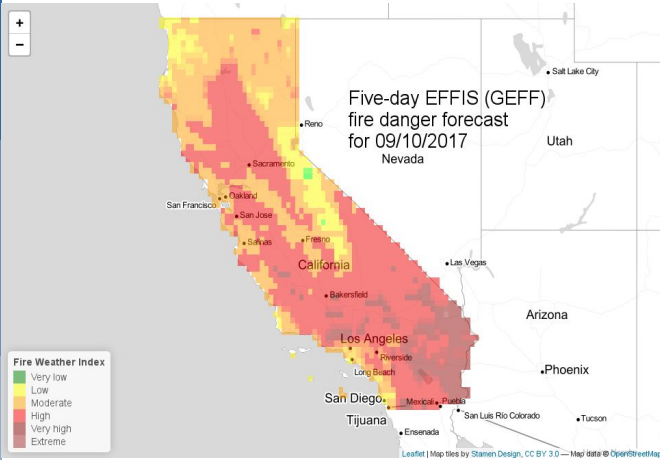 +
−
Salt Lake City
Five-day EFFIS (GEFF)
fire danger forecast
for 09/10/2017
Reno
Utah
Nevada
Sacramento
Oakland
San Francisco
San Jose
Salinas
Fresno
California
Las Vegas
Bakersfield
Arizona
Los Angeles
Riverside
Long Beach
Phoenix
San Diego
Mexicali
Puebla
San Luis Río Colorado
Tijuana
Tucson
Ensenada
Fire Weather Index
Very low
Low
Moderate
High
Very high
Extreme
Leaflet | Map tiles by Stamen Design, CC BY 3.0 — Map data © OpenStreetMap